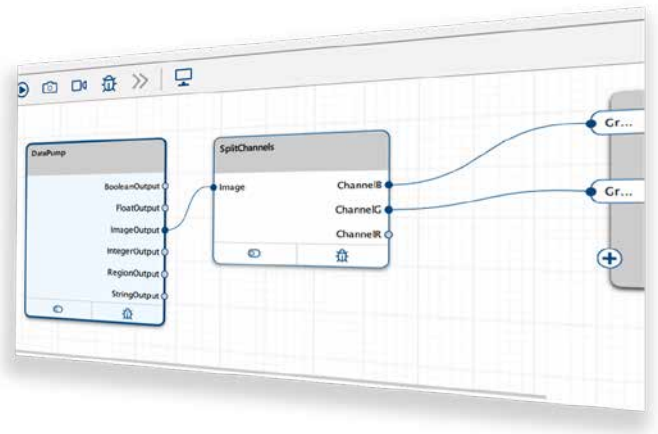 DataPump
BooleanOutput
FloatOutput
ImageOutput
IntegerOutput
RegionOutput
StringOutput
SplitChannels
Image
ChannelB
ChannelG
ChannelR
Gr...
Gr...